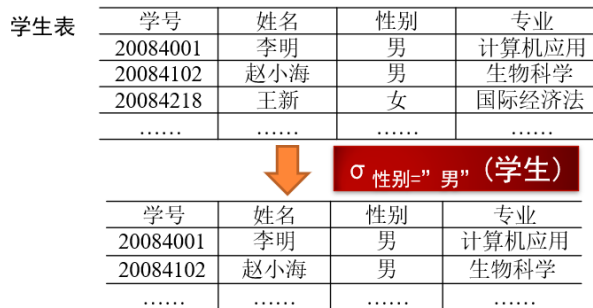 学生表
学号 姓名 性别 专业
20084001 李明 男 计算机应用
20084102 赵小海 男 生物科学
20084218 王新 女 国际经济法
…… …… …… ……
σ 性别=” 男” （学生）
学号 姓名 性别 专业
20084001 李明 男 计算机应用
20084102 赵小海 男 生物科学
…… …… …… ……